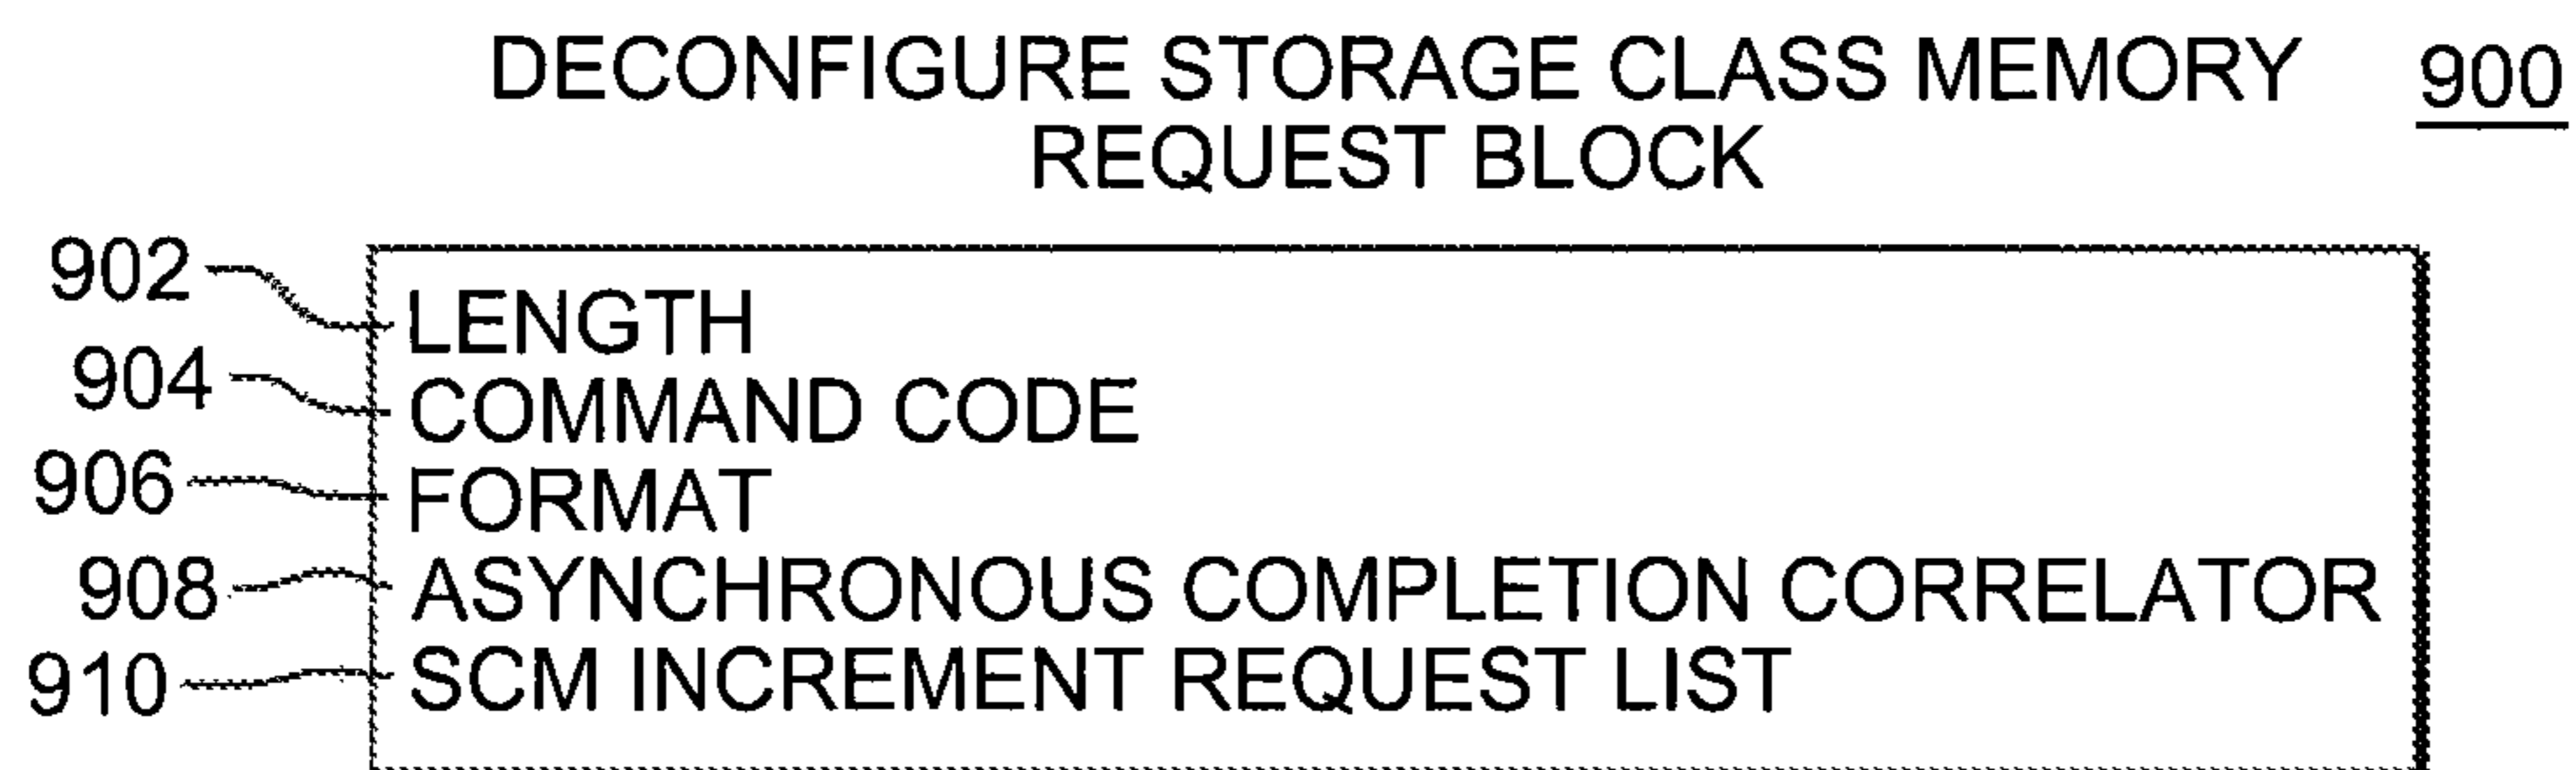 DECONFIGURE STORAGE CLASS MEMORY 900
REQUEST BLOCK
902 LENGTH
904 COMMAND CODE
906 FORMAT
908 ASYNCHRONOUS COMPLETION CORRELATOR
910 SCM INCREMENT REQUEST LIST